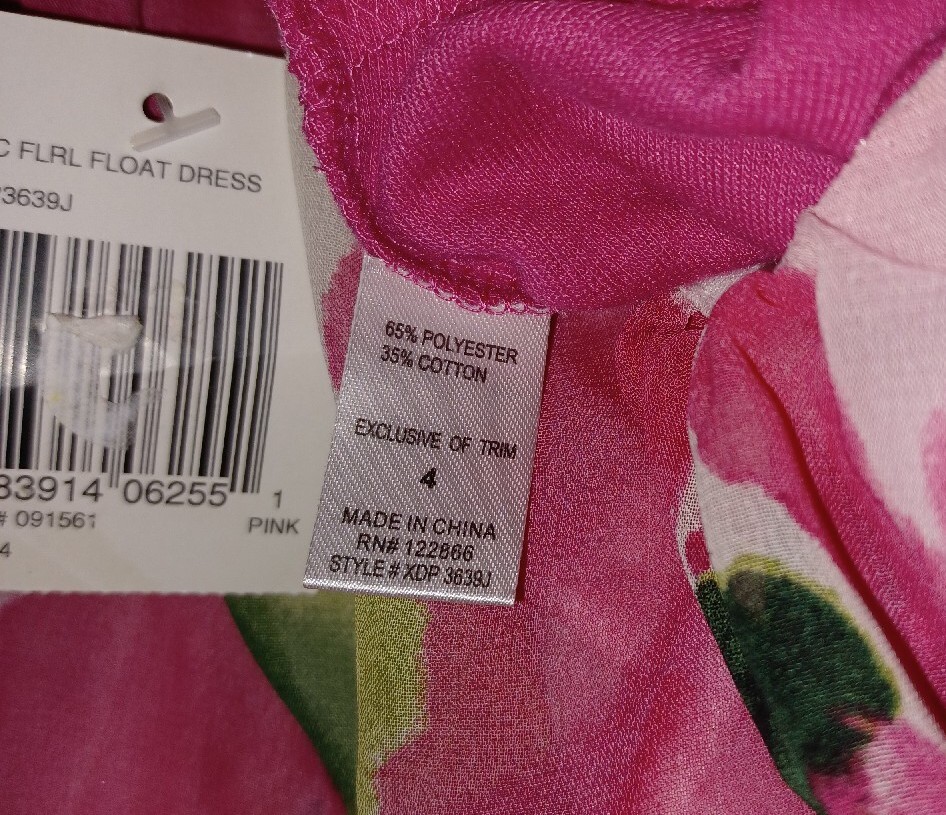 C FLRL FLOAT DRESS
3639J
83914 06255 1
# 091561
PINK
4
65% POLYESTER
35% COTTON
EXCLUSIVE OF TRIM
4
MADE IN CHINA
RN# 122866
STYLE # XDP 3639J